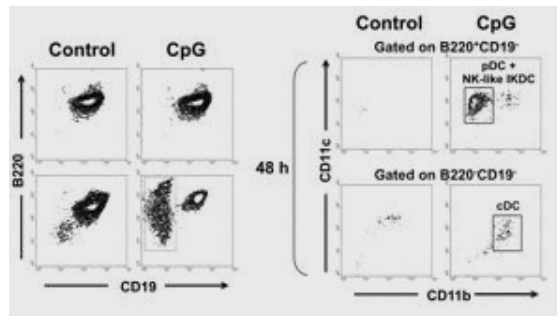 Control CpG
B220
CD19
48 h
Control CpG
Gated on B220⁺CD19⁻
pDC +
NK-like IKDC
CD11c
Gated on B220⁻CD19⁻
cDC
CD11b